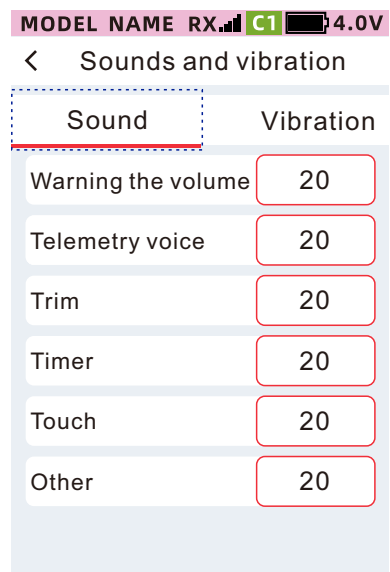 MODEL NAME RX C1 4.0V
< Sounds and vibration
Sound Vibration
Warning the volume 20
Telemetry voice 20
Trim 20
Timer 20
Touch 20
Other 20